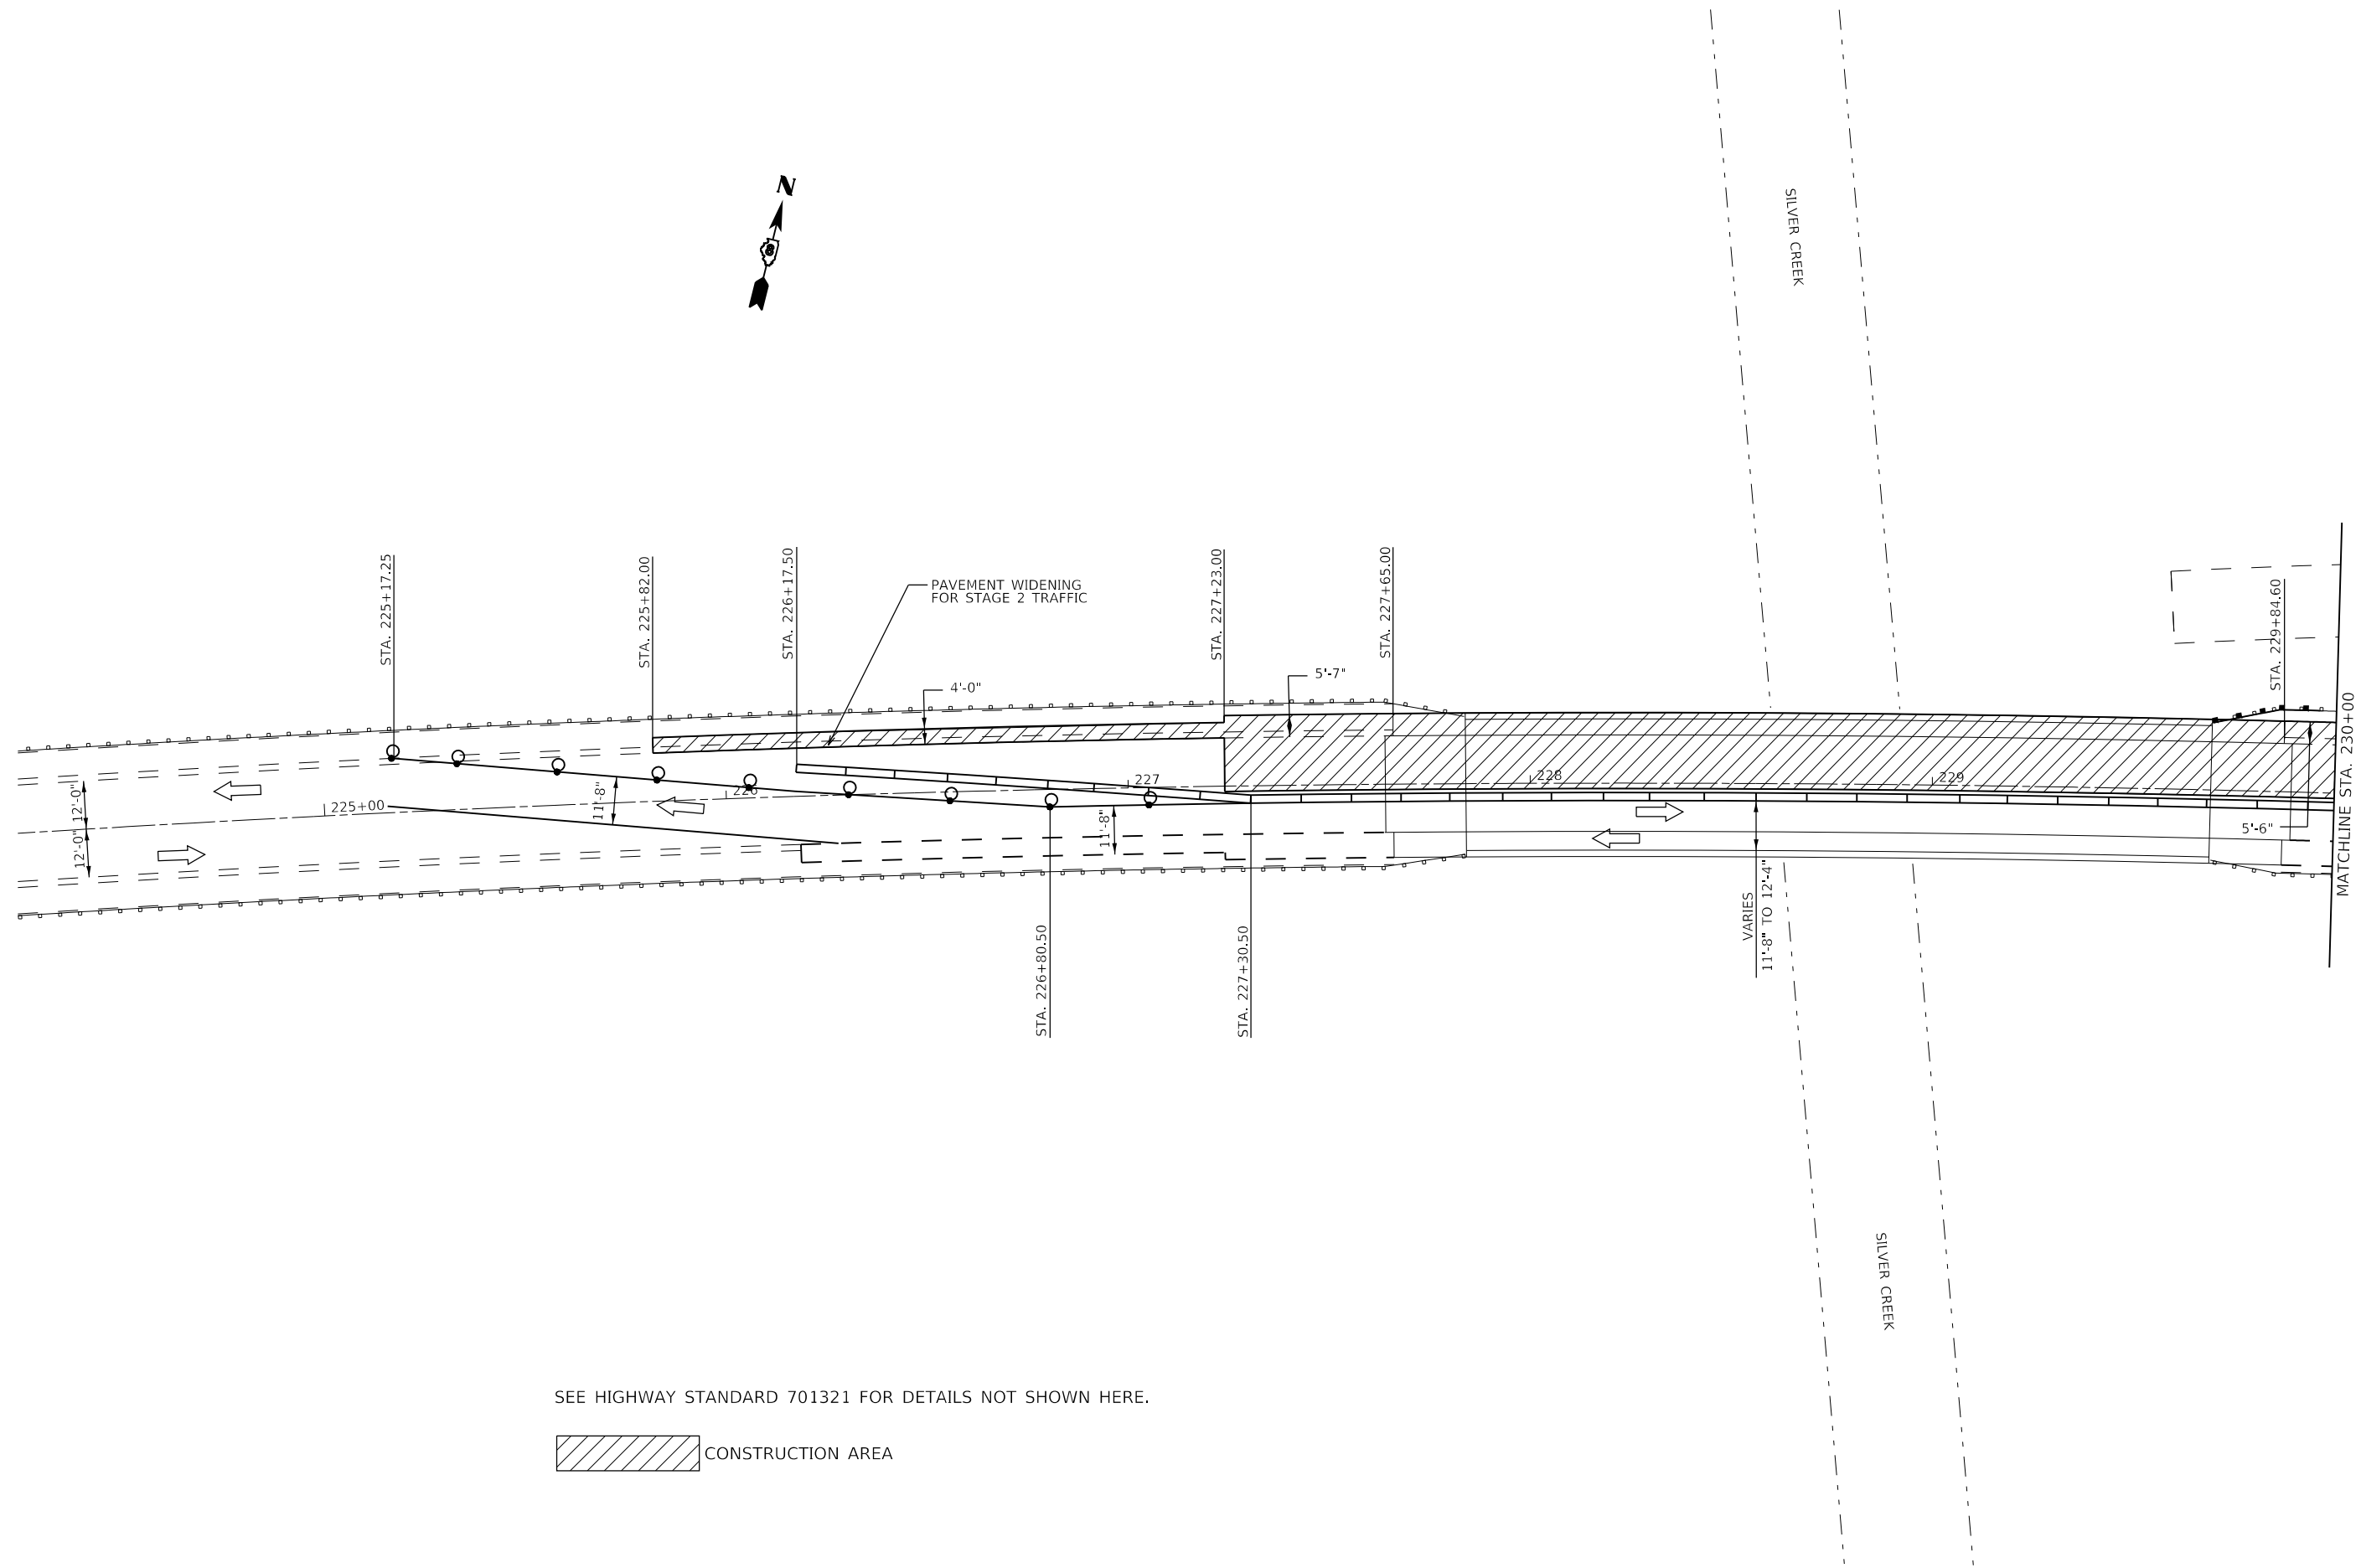 N
8
SILVER CREEK
STA. 225+17.25
STA. 225+82.00
STA. 226+17.50
PAVEMENT WIDENING
FOR STAGE 2 TRAFFIC
STA. 227+23.00
STA. 227+65.00
STA. 229+84.60
4'-0"
5'-7"
MATCHLINE STA. 230+00
12'-0"
12'-0"
225+00
11'-8"
226
227
228
229
11'-8"
5'-6"
VARIES
11'-8" TO 12'-4"
STA. 226+80.50
STA. 227+30.50
SILVER CREEK
SEE HIGHWAY STANDARD 701321 FOR DETAILS NOT SHOWN HERE.
CONSTRUCTION AREA